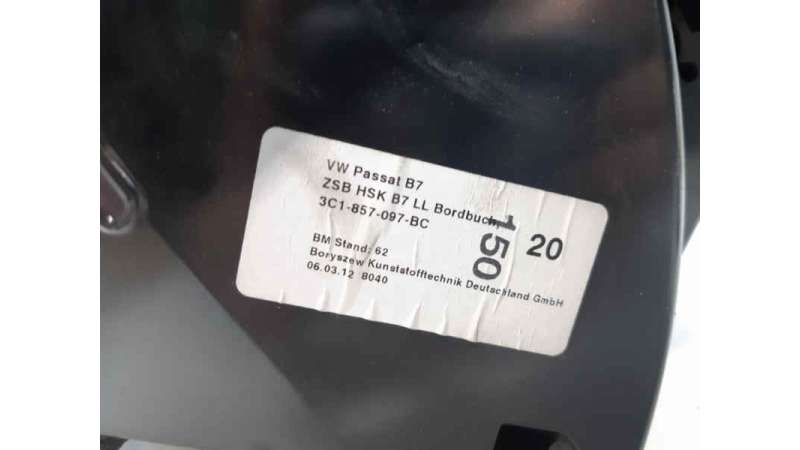 VW Passat B7
ZSB HSK B7 LL Bordbuch
3C1-857-097-BC
150
20
BM Stand: 62
Boryszew Kunststofftechnik Deutschland GmbH
06.03.12 B040